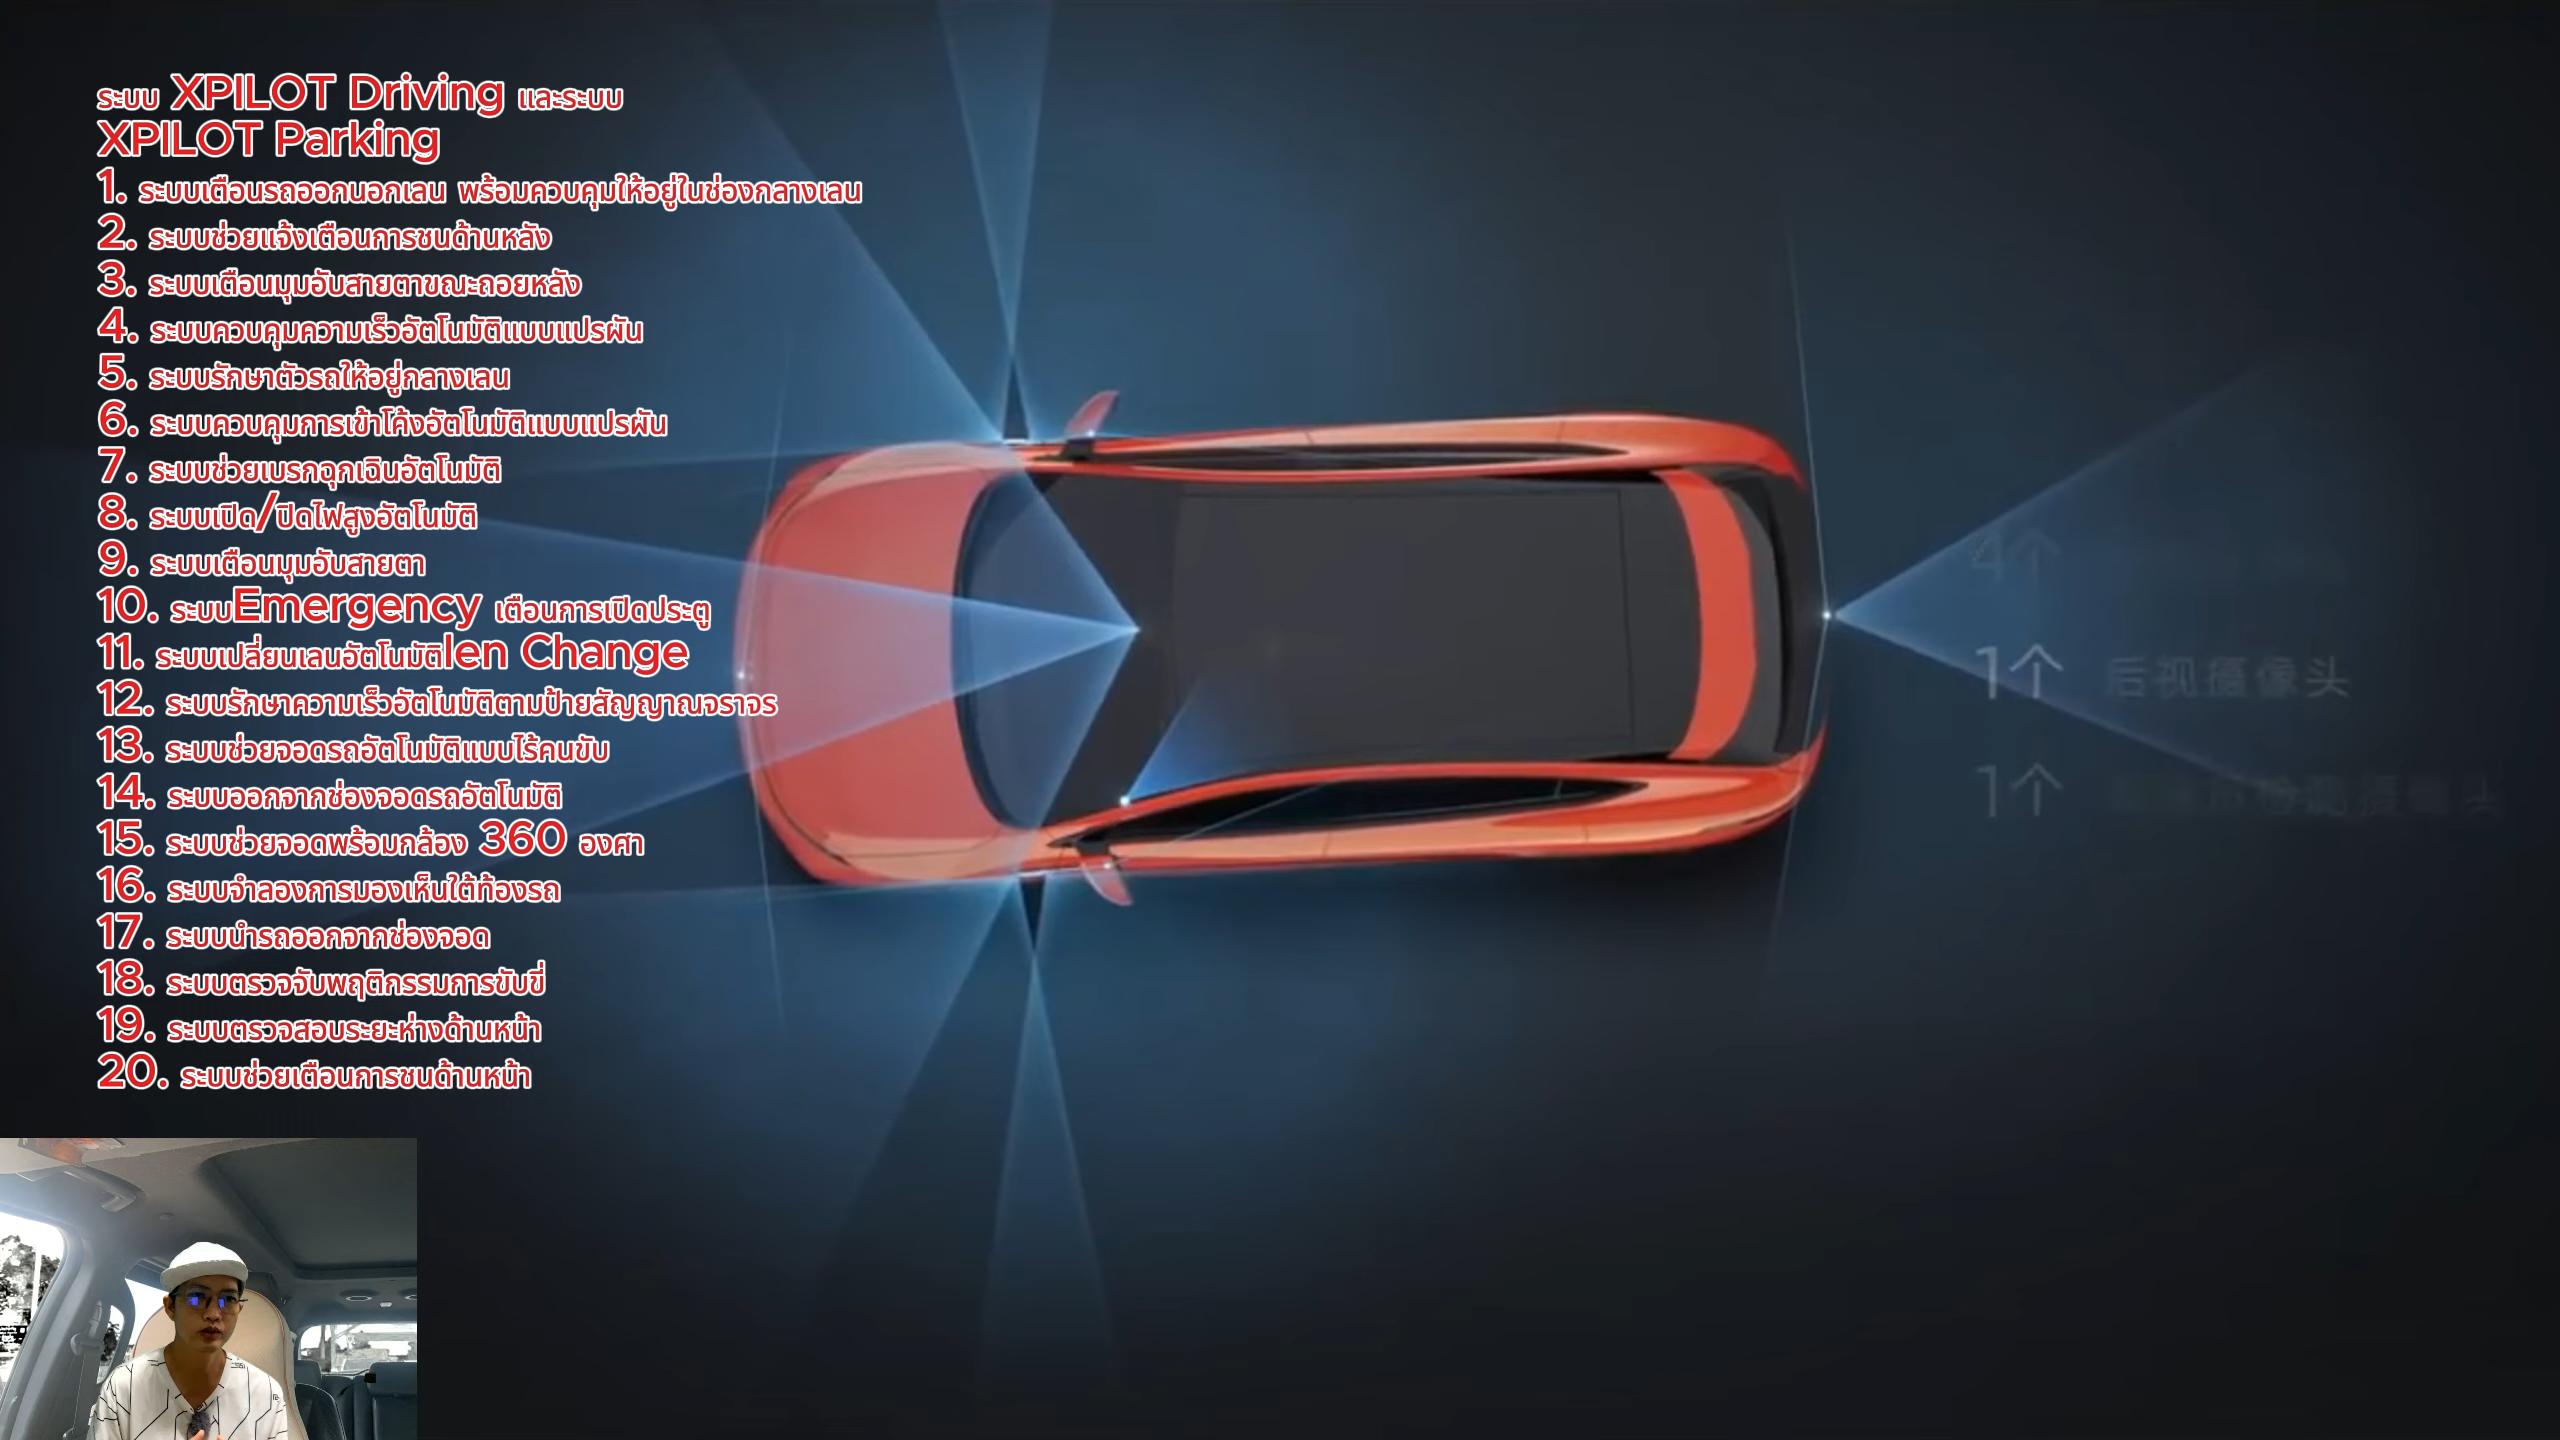 ระบบ XPILOT Driving และระบบ
XPILOT Parking
1. ระบบเตือนรถออกนอกเลน พร้อมควบคุมให้อยู่ในช่องกลางเลน
2. ระบบช่วยแจ้งเตือนการชนด้านหลัง
3. ระบบเตือนมุมอับสายตาขณะถอยหลัง
4. ระบบควบคุมความเร็วอัตโนมัติแบบแปรผัน
5. ระบบรักษาตัวรถให้อยู่กลางเลน
6. ระบบควบคุมการเข้าโค้งอัตโนมัติแบบแปรผัน
7. ระบบช่วยเบรกฉุกเฉินอัตโนมัติ
8. ระบบเปิด/ปิดไฟสูงอัตโนมัติ
9. ระบบเตือนมุมอับสายตา
10. ระบบEmergency เตือนการเปิดประตู
11. ระบบเปลี่ยนเลนอัตโนมัติlen Change
12. ระบบรักษาความเร็วอัตโนมัติตามป้ายสัญญาณจราจร
13. ระบบช่วยจอดรถอัตโนมัติแบบไร้คนขับ
14. ระบบออกจากช่องจอดรถอัตโนมัติ
15. ระบบช่วยจอดพร้อมกล้อง 360 องศา
16. ระบบจำลองการมองเห็นใต้ท้องรถ
17. ระบบนำรถออกจากช่องจอด
18. ระบบตรวจจับพฤติกรรมการขับขี่
19. ระบบตรวจสอบระยะห่างด้านหน้า
20. ระบบช่วยเตือนการชนด้านหน้า
4个
1个 后视摄像头
1个